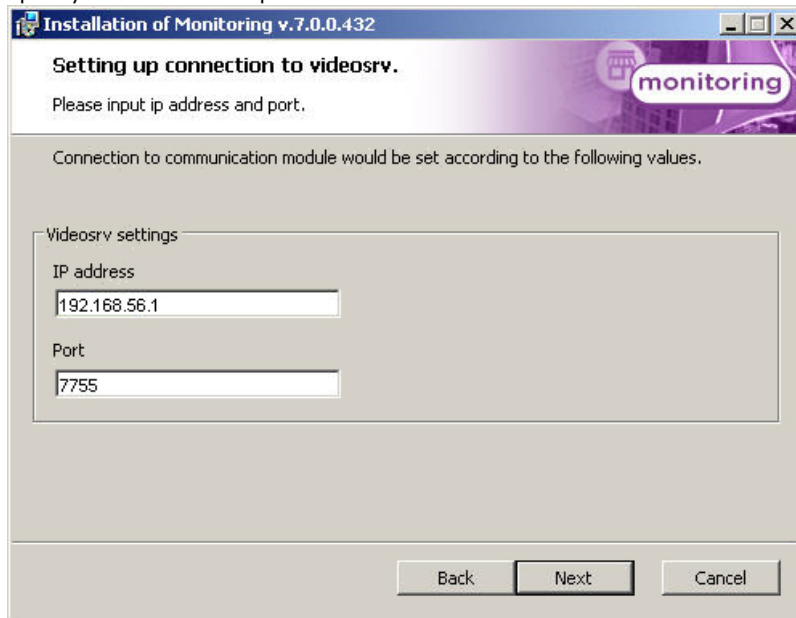 Installation of Monitoring v.7.0.0.432
Setting up connection to videosrv.
Please input ip address and port.
monitoring
Connection to communication module would be set according to the following values.
Videosrv settings
IP address
192.168.56.1
Port
7755
Back Next Cancel